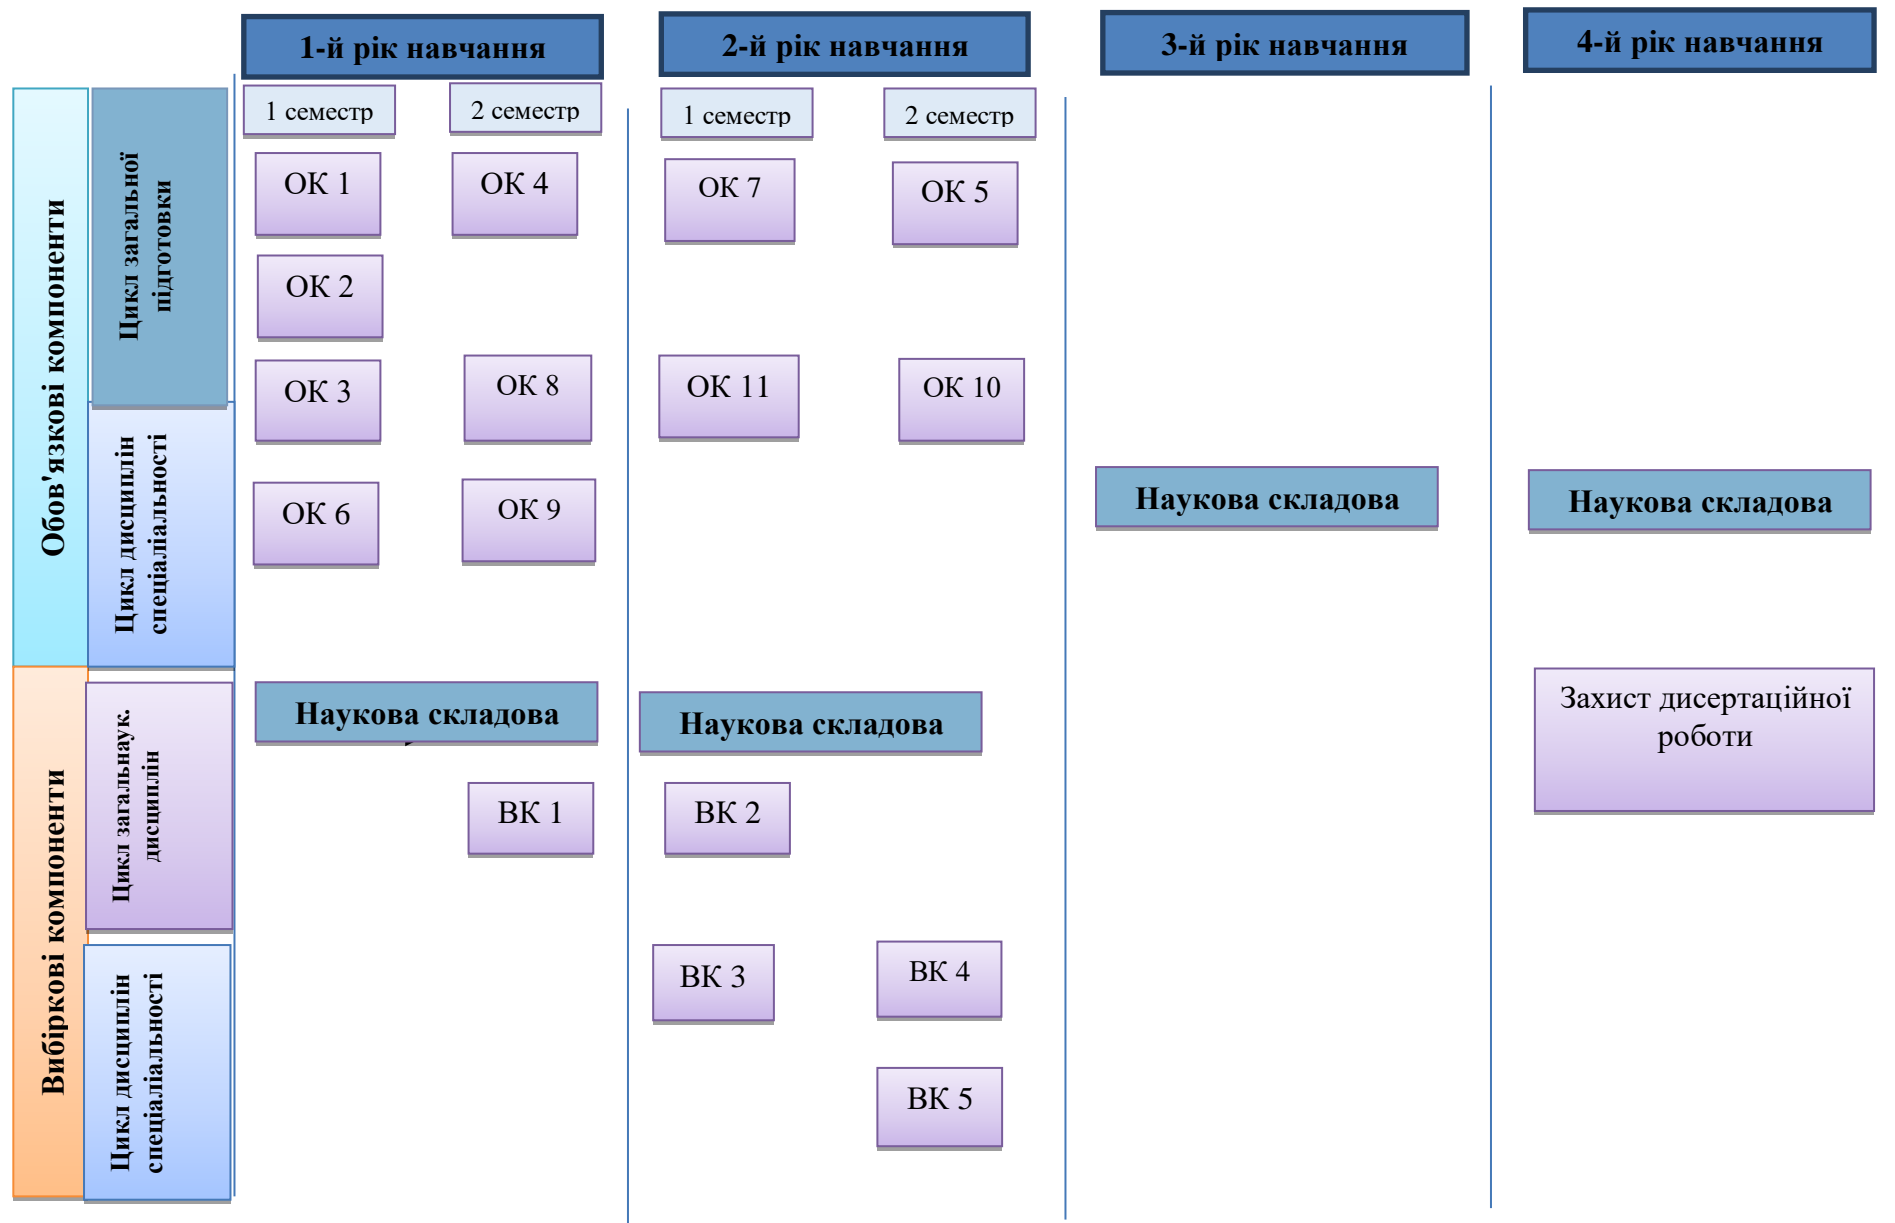 1-й рік навчання
2-й рік навчання
3-й рік навчання
4-й рік навчання
1 семестр
2 семестр
1 семестр
2 семестр
Обов'язкові компоненти
Цикл загальної
підготовки
ОК 1
ОК 4
ОК 7
ОК 5
ОК 2
ОК 3
ОК 8
ОК 11
ОК 10
Цикл дисциплін
спеціаіальності
ОК 6
ОК 9
Наукова складова
Наукова складова
Вибіркові компоненти
Цикл загальнаук.
дисциплін
Наукова складова
Наукова складова
Захист дисертаційної
роботи
ВК 1
ВК 2
Цикл дисциплін
спеціаіальності
ВК 3
ВК 4
ВК 5